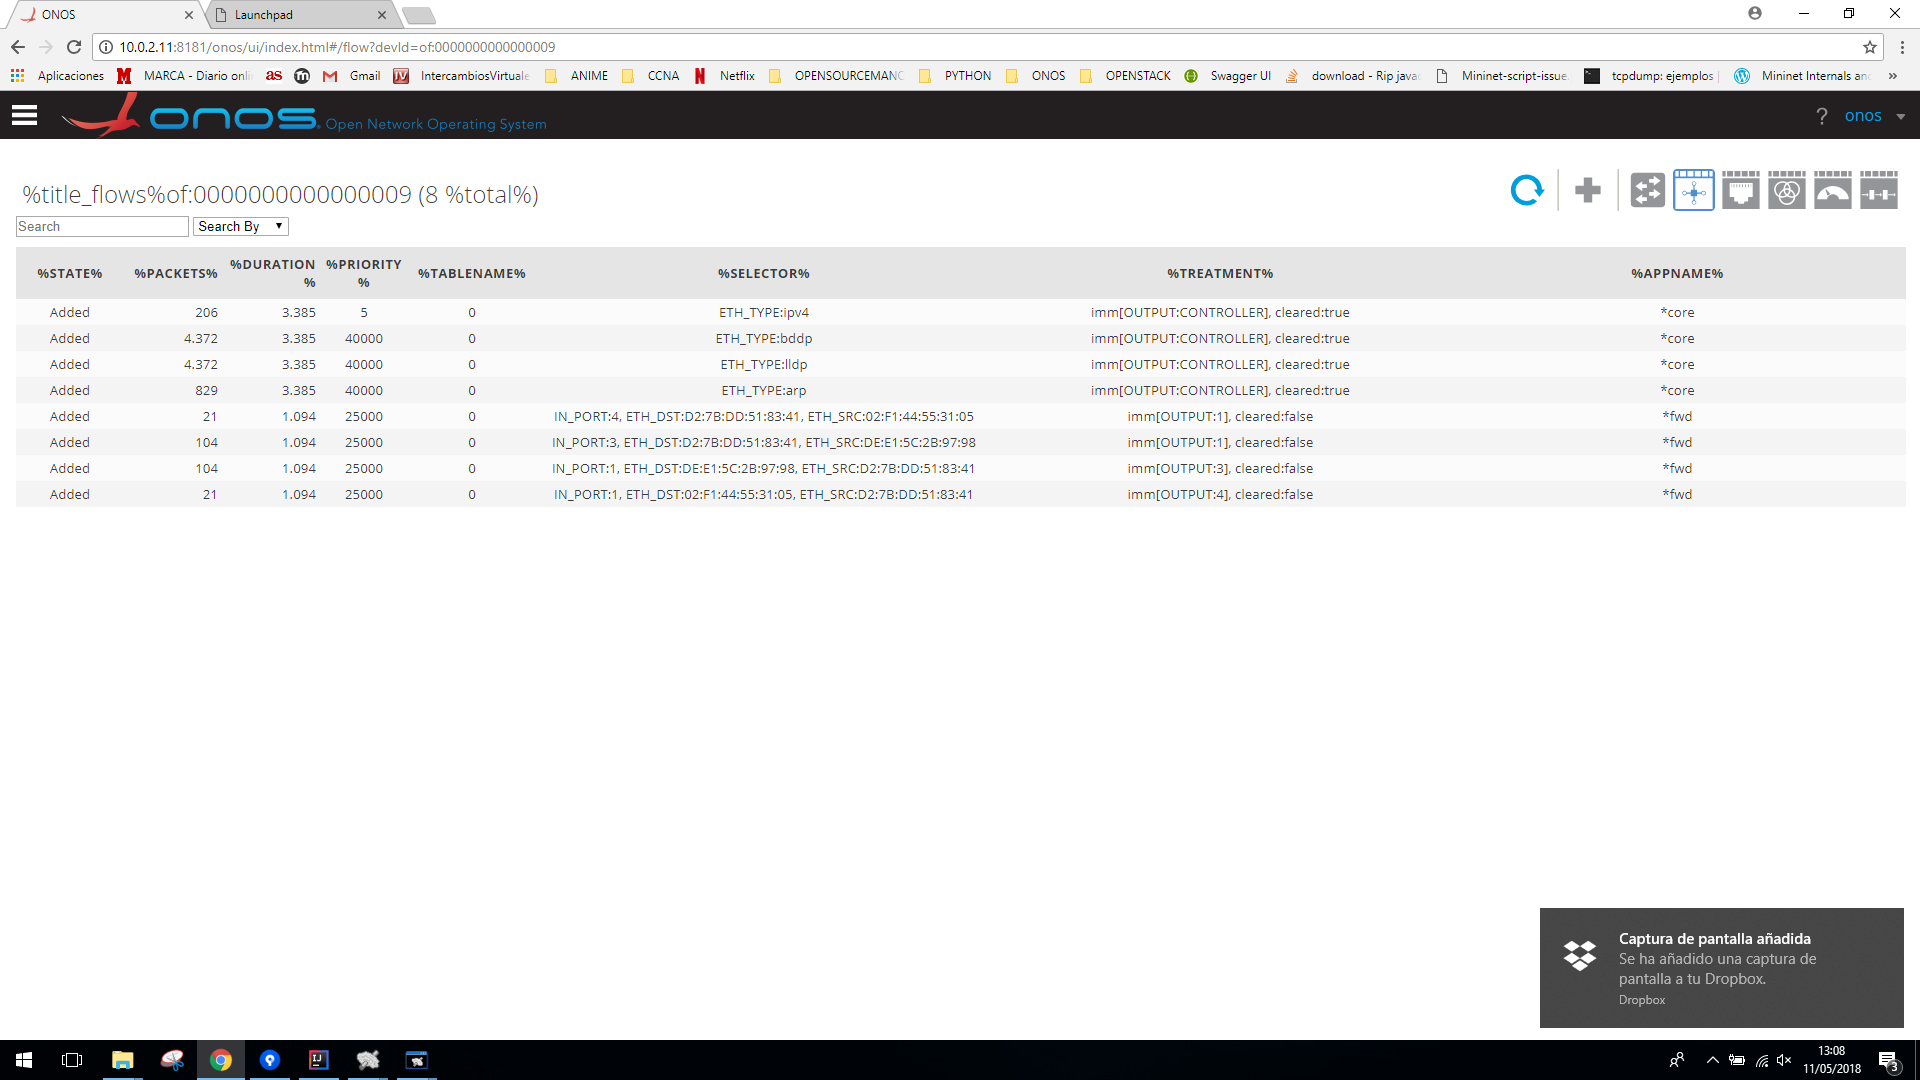 ONOS
Launchpad
10.0.2.11:8181/onos/ui/index.html#/flow?devId=of:0000000000000009
Aplicaciones MARCA - Diario onli as m Gmail IntercambiosVirtuale ANIME CCNA N Netflix OPENSOURCEMANC PYTHON ONOS OPENSTACK Swagger UI download - Rip javac Mininet-script-issue. tcpdump: ejemplos Mininet Internals and »
onos Open Network Operating System
? onos
%title_flows%of:0000000000000009 (8 %total%)
Search Search By
%STATE% %PACKETS% %DURATION% %PRIORITY% %TABLENAME% %SELECTOR% %TREATMENT% %APPNAME%
Added 206 3.385 5 0 ETH_TYPE:ipv4 imm[OUTPUT:CONTROLLER], cleared:true *core
Added 4.372 3.385 40000 0 ETH_TYPE:bddp imm[OUTPUT:CONTROLLER], cleared:true *core
Added 4.372 3.385 40000 0 ETH_TYPE:lldp imm[OUTPUT:CONTROLLER], cleared:true *core
Added 829 3.385 40000 0 ETH_TYPE:arp imm[OUTPUT:CONTROLLER], cleared:true *core
Added 21 1.094 25000 0 IN_PORT:4, ETH_DST:D2:7B:DD:51:83:41, ETH_SRC:02:F1:44:55:31:05 imm[OUTPUT:1], cleared:false *fwd
Added 104 1.094 25000 0 IN_PORT:3, ETH_DST:D2:7B:DD:51:83:41, ETH_SRC:DE:E1:5C:2B:97:98 imm[OUTPUT:1], cleared:false *fwd
Added 104 1.094 25000 0 IN_PORT:1, ETH_DST:DE:E1:5C:2B:97:98, ETH_SRC:D2:7B:DD:51:83:41 imm[OUTPUT:3], cleared:false *fwd
Added 21 1.094 25000 0 IN_PORT:1, ETH_DST:02:F1:44:55:31:05, ETH_SRC:D2:7B:DD:51:83:41 imm[OUTPUT:4], cleared:false *fwd
Captura de pantalla añadida
Se ha añadido una captura de
pantalla a tu Dropbox.
Dropbox
13:08
11/05/2018
3